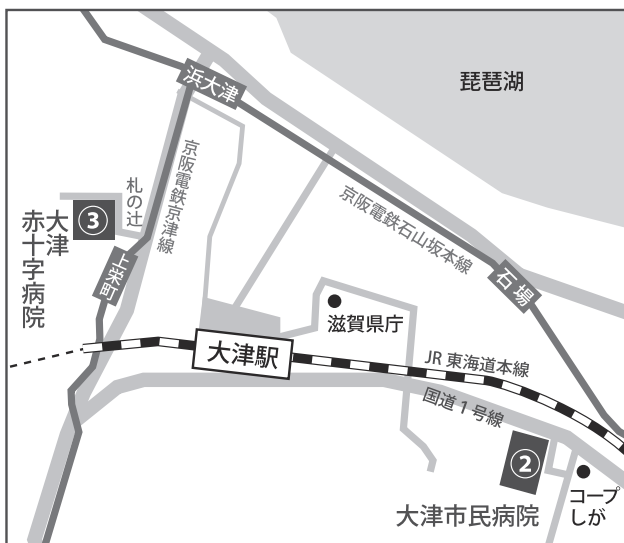 琵琶湖
浜大津
京阪電鉄京津線
札の辻
京阪電鉄石山坂本線
③
大津
赤十字病院
上栄町
石場
滋賀県庁
大津駅
JR 東海道本線
国道1号線
②
大津市民病院
コープ
しが